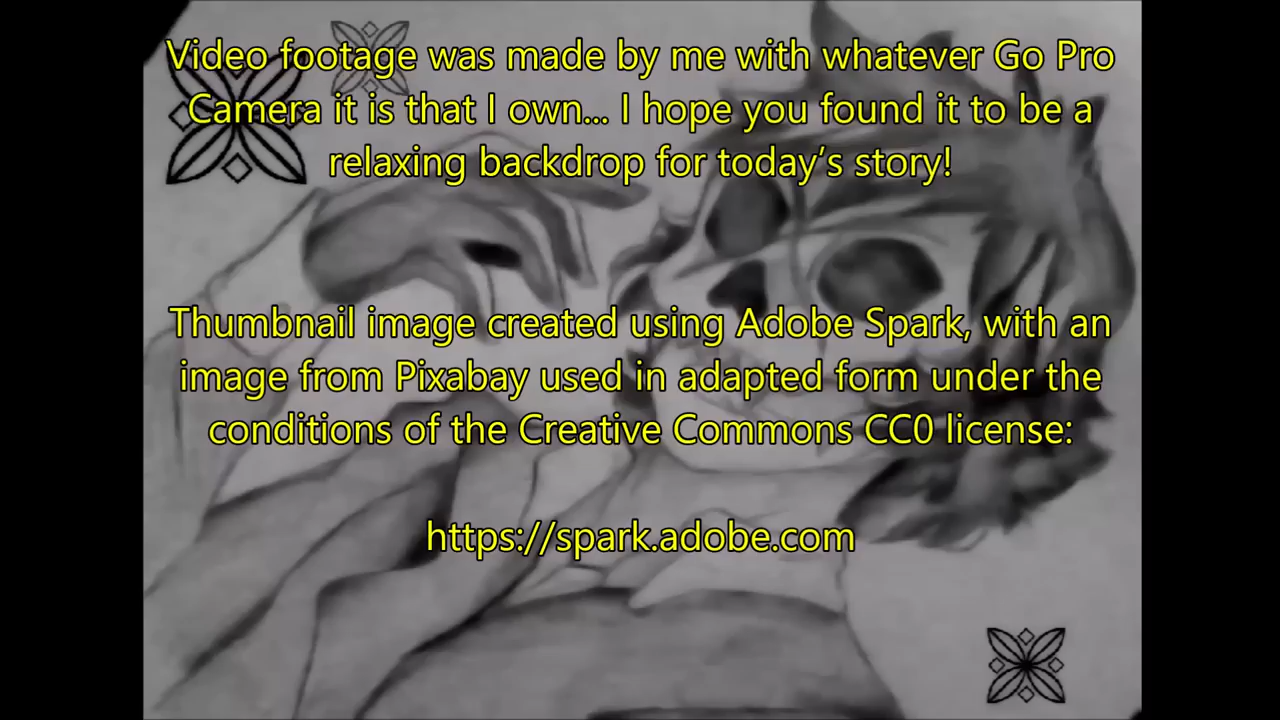 Video footage was made by me with whatever Go Pro
Camera it is that I own... I hope you found it to be a
relaxing backdrop for today’s story!
Thumbnail image created using Adobe Spark, with an
image from Pixabay used in adapted form under the
conditions of the Creative Commons CC0 license:
https://spark.adobe.com